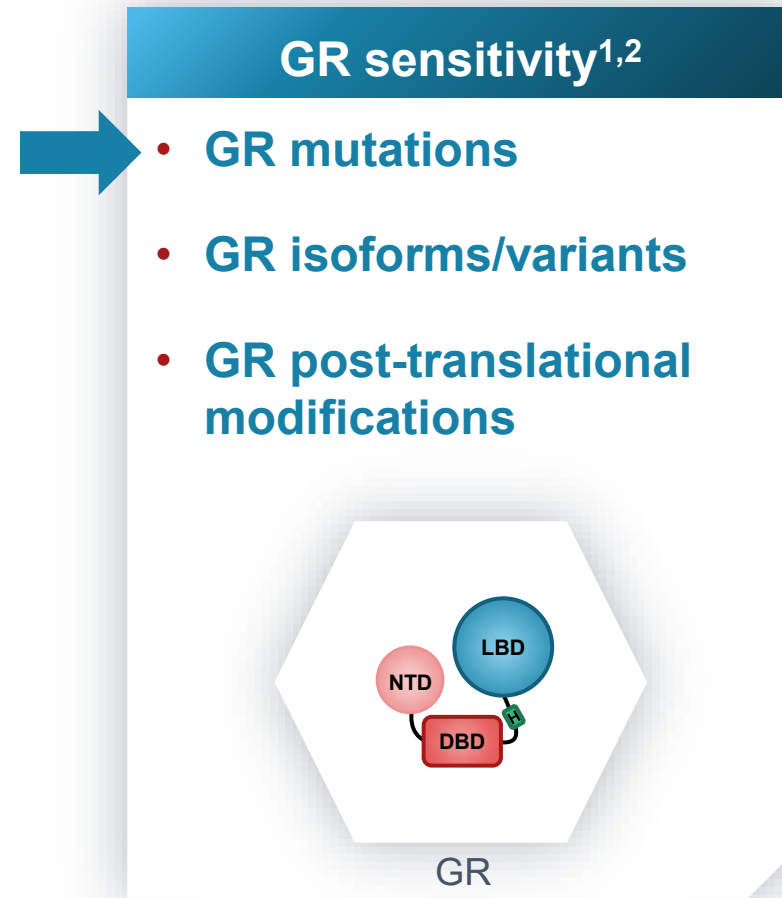 GR sensitivity1,2
• GR mutations
• GR isoforms/variants
• GR post-translational
modifications
LBD
NTD
H
DBD
GR